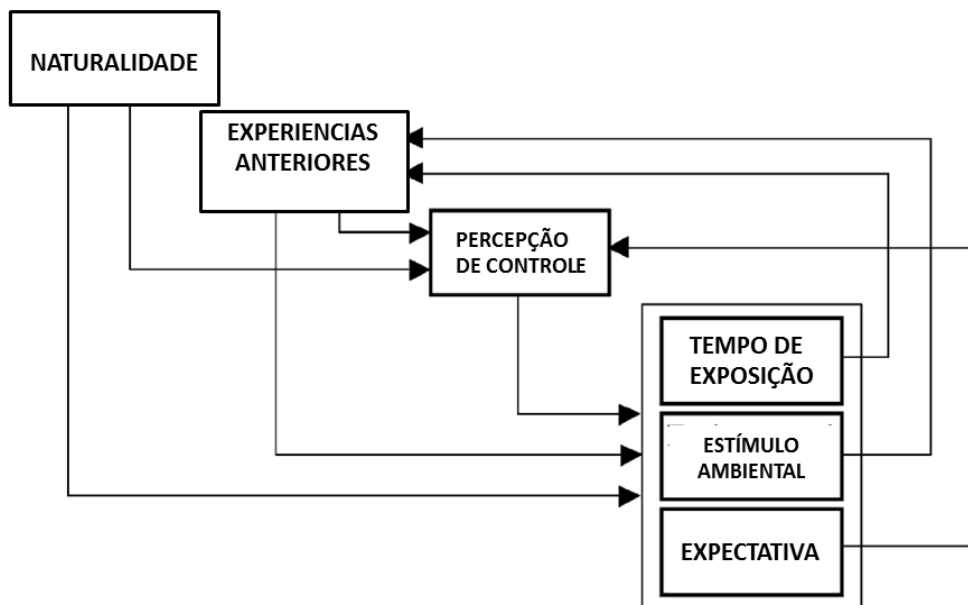 NATURALIDADE
EXPERIENCIAS
ANTERIORES
PERCEPÇÃO
DE CONTROLE
TEMPO DE
EXPOSIÇÃO
ESTÍMULO
AMBIENTAL
EXPECTATIVA